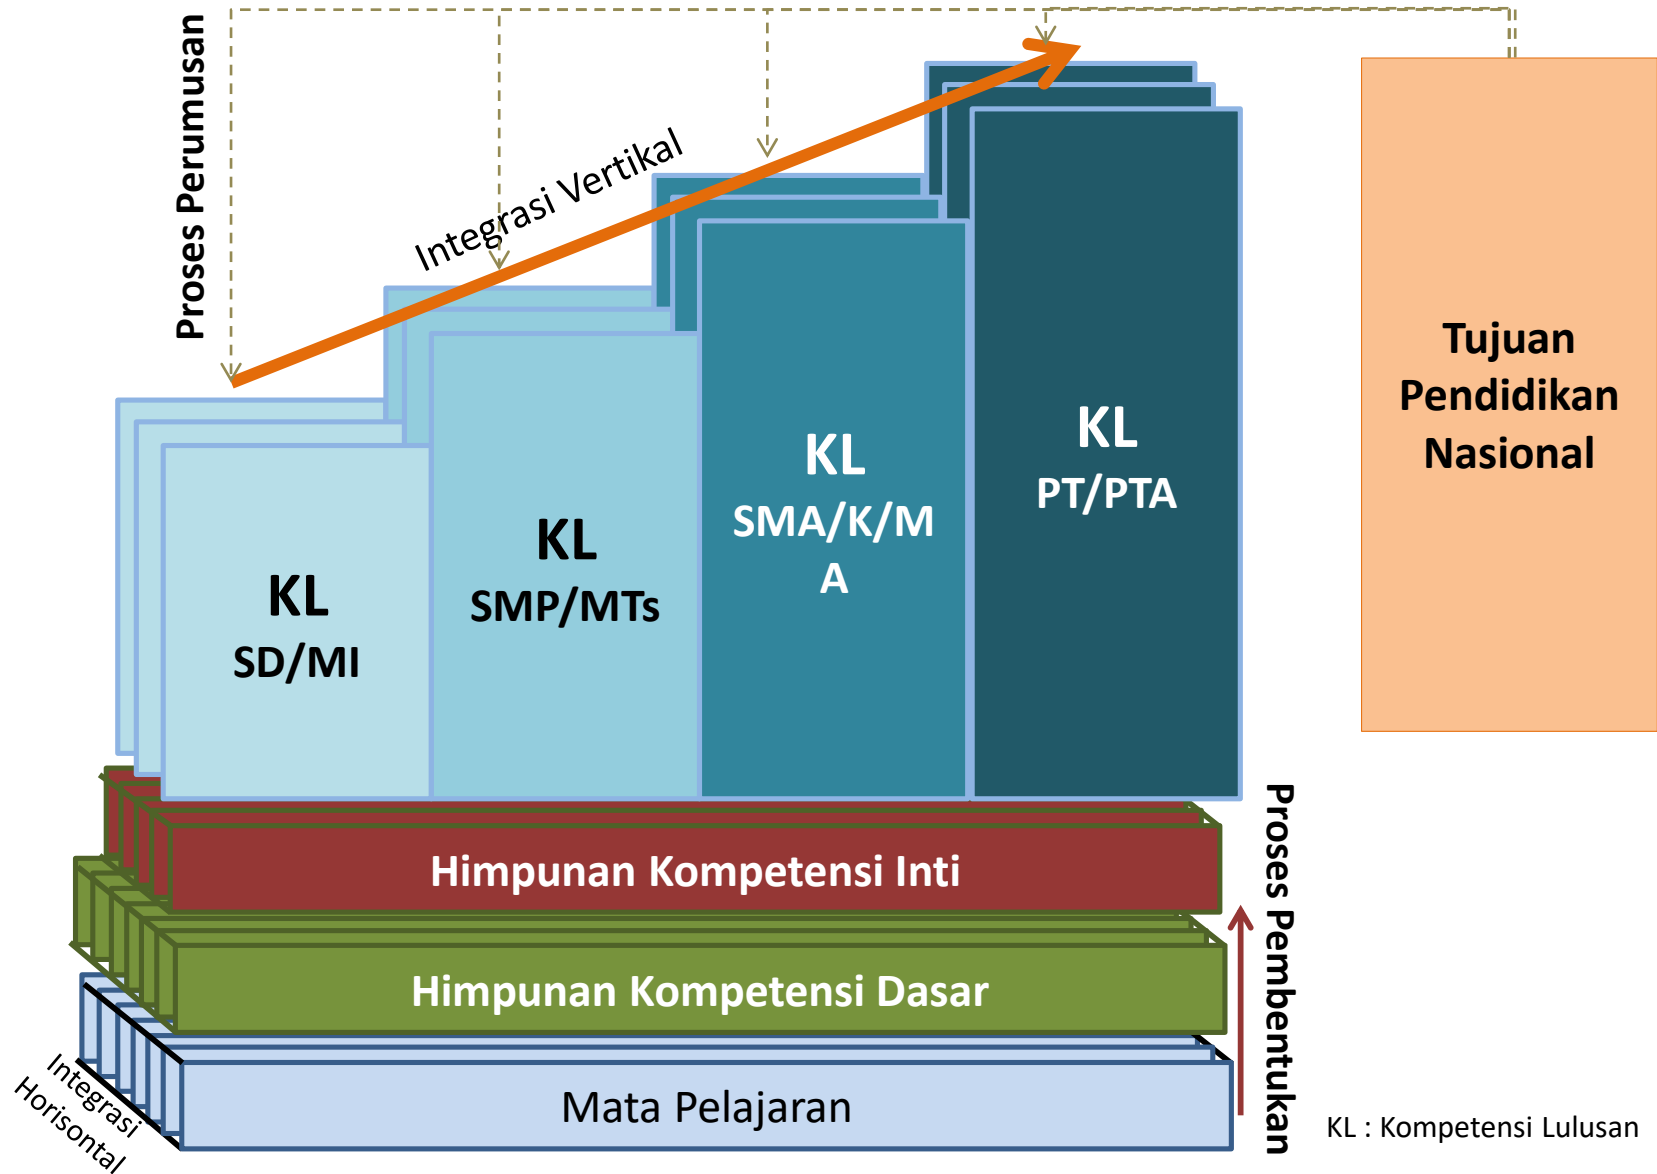 Proses Perumusan
Integrasi Vertikal
KL
SD/MI
KL
SMP/MTs
KL
SMA/K/M
A
KL
PT/PTA
Tujuan
Pendidikan
Nasional
Himpunan Kompetensi Inti
Himpunan Kompetensi Dasar
Mata Pelajaran
Integrasi
Horisontal
Proses Pembentukan
KL : Kompetensi Lulusan